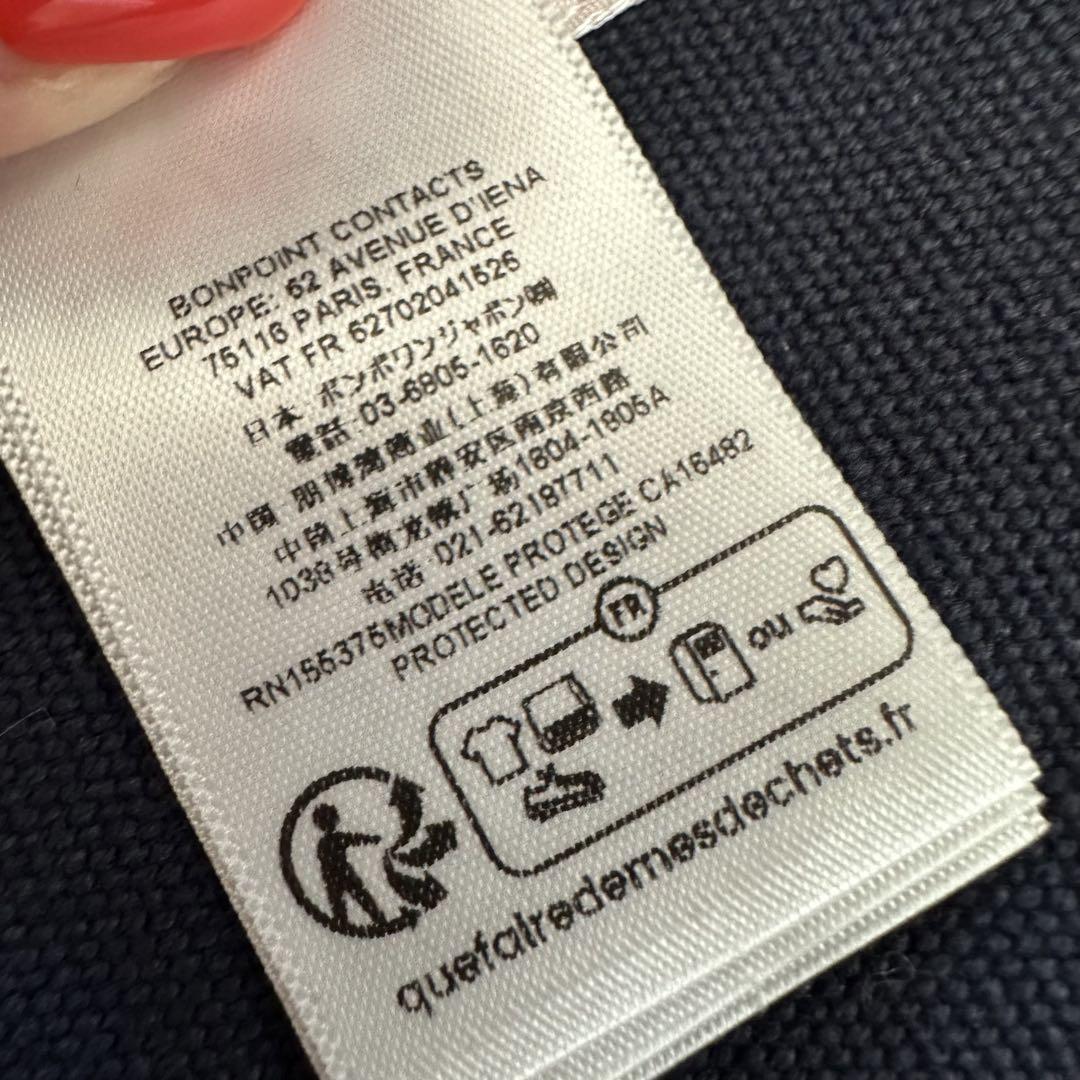 BONPOINT CONTACTS
EUROPE: 62 AVENUE D'IENA
75116 PARIS, FRANCE
VAT FR 62702041526
日本 ボンポワンジャポン㈱
電話:03-6805-1620
中国 朋博湾商业(上海)有限公司
中国上海市静安区南京西路
1038号梅龙镇广场1804-1805A
电话 021-62187711
RN155375MODELE PROTEGE CA16482
PROTECTED DESIGN
FR
ou
quefairedemesdechets.fr